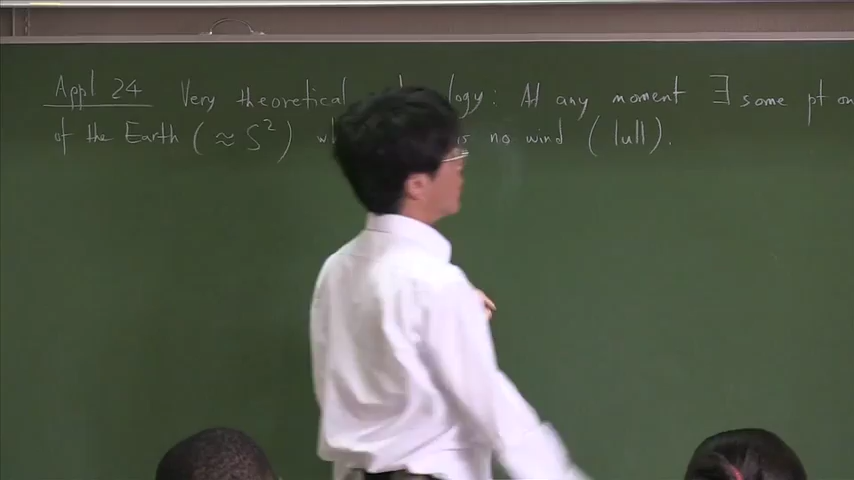 Appl 24 Very theoretical logy: At any moment ∃ some pt on
of the Earth (≈ S²) is no wind (lull).